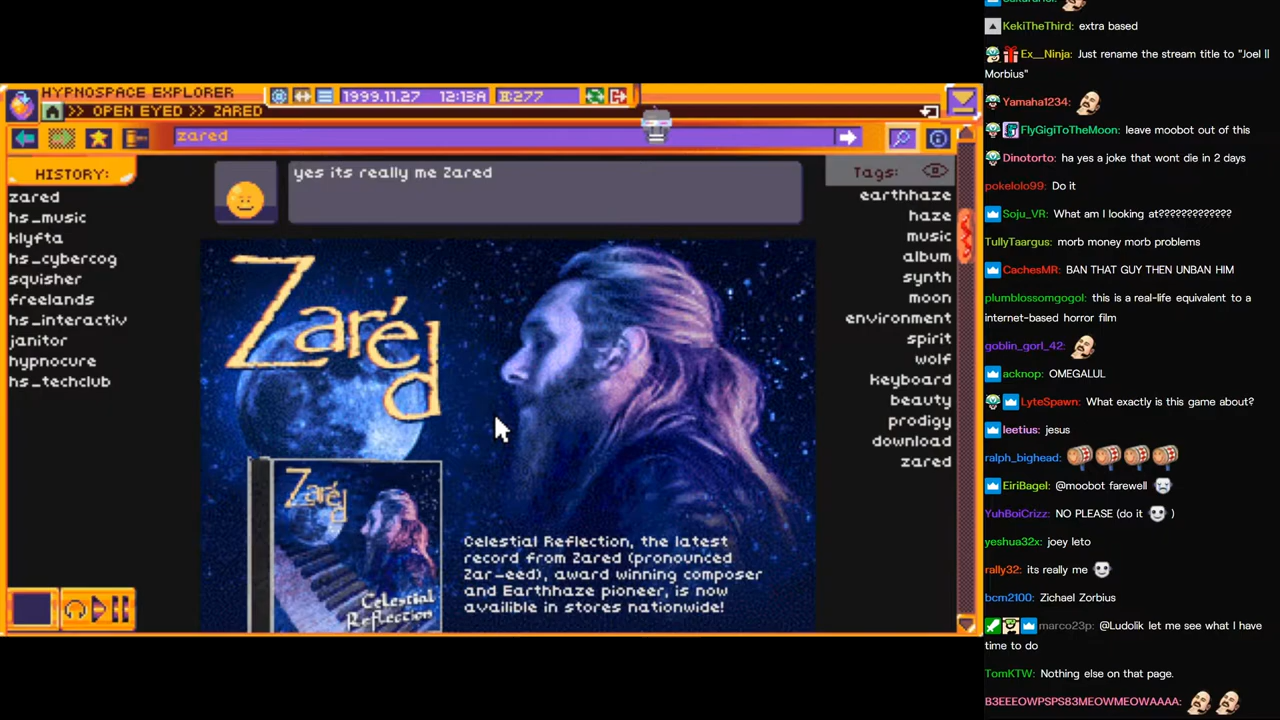 HYPNOSPACE EXPLORER
1999.11.27 12:13A
⌛:277
>> OPEN EYED >> ZARED
zared
HISTORY:
zared
hs_music
klyfta
hs_cybercog
squisher
freelands
hs_interactiv
janitor
hypnocure
hs_techclub
yes its really me Zared
Zaréd
Zaréd
Celestial
Reflection
Celestial Reflection, the latest
record from Zared (pronounced
Zar-eed), award winning composer
and Earthhaze pioneer, is now
availible in stores nationwide!
Tags:
earthhaze
haze
music
album
synth
moon
environment
spirit
wolf
keyboard
beauty
prodigy
download
zared
KekiTheThird: extra based
Ex__Ninja: Just rename the stream title to "Joel ||
Morbius"
Yamaha1234:
FlyGigiToTheMoon: leave moobot out of this
Dinotorto: ha yes a joke that wont die in 2 days
pokelolo99: Do it
Soju_VR: What am I looking at?????????????
TullyTaargus: morb money morb problems
CachesMR: BAN THAT GUY THEN UNBAN HIM
plumblossomgogol: this is a real-life equivalent to a
internet-based horror film
goblin_gorl_42:
acknop: OMEGALUL
LyteSpawn: What exactly is this game about?
leetius: jesus
ralph_bighead:
EiriBagel: @moobot farewell
YuhBoiCrizz: NO PLEASE (do it )
yeshua32x: joey leto
rally32: its really me
bcm2100: Zichael Zorbius
marco23p: @Ludolik let me see what I have
time to do
TomKTW: Nothing else on that page.
B3EEEOWPSPS83MEOWMEOWAAAA: